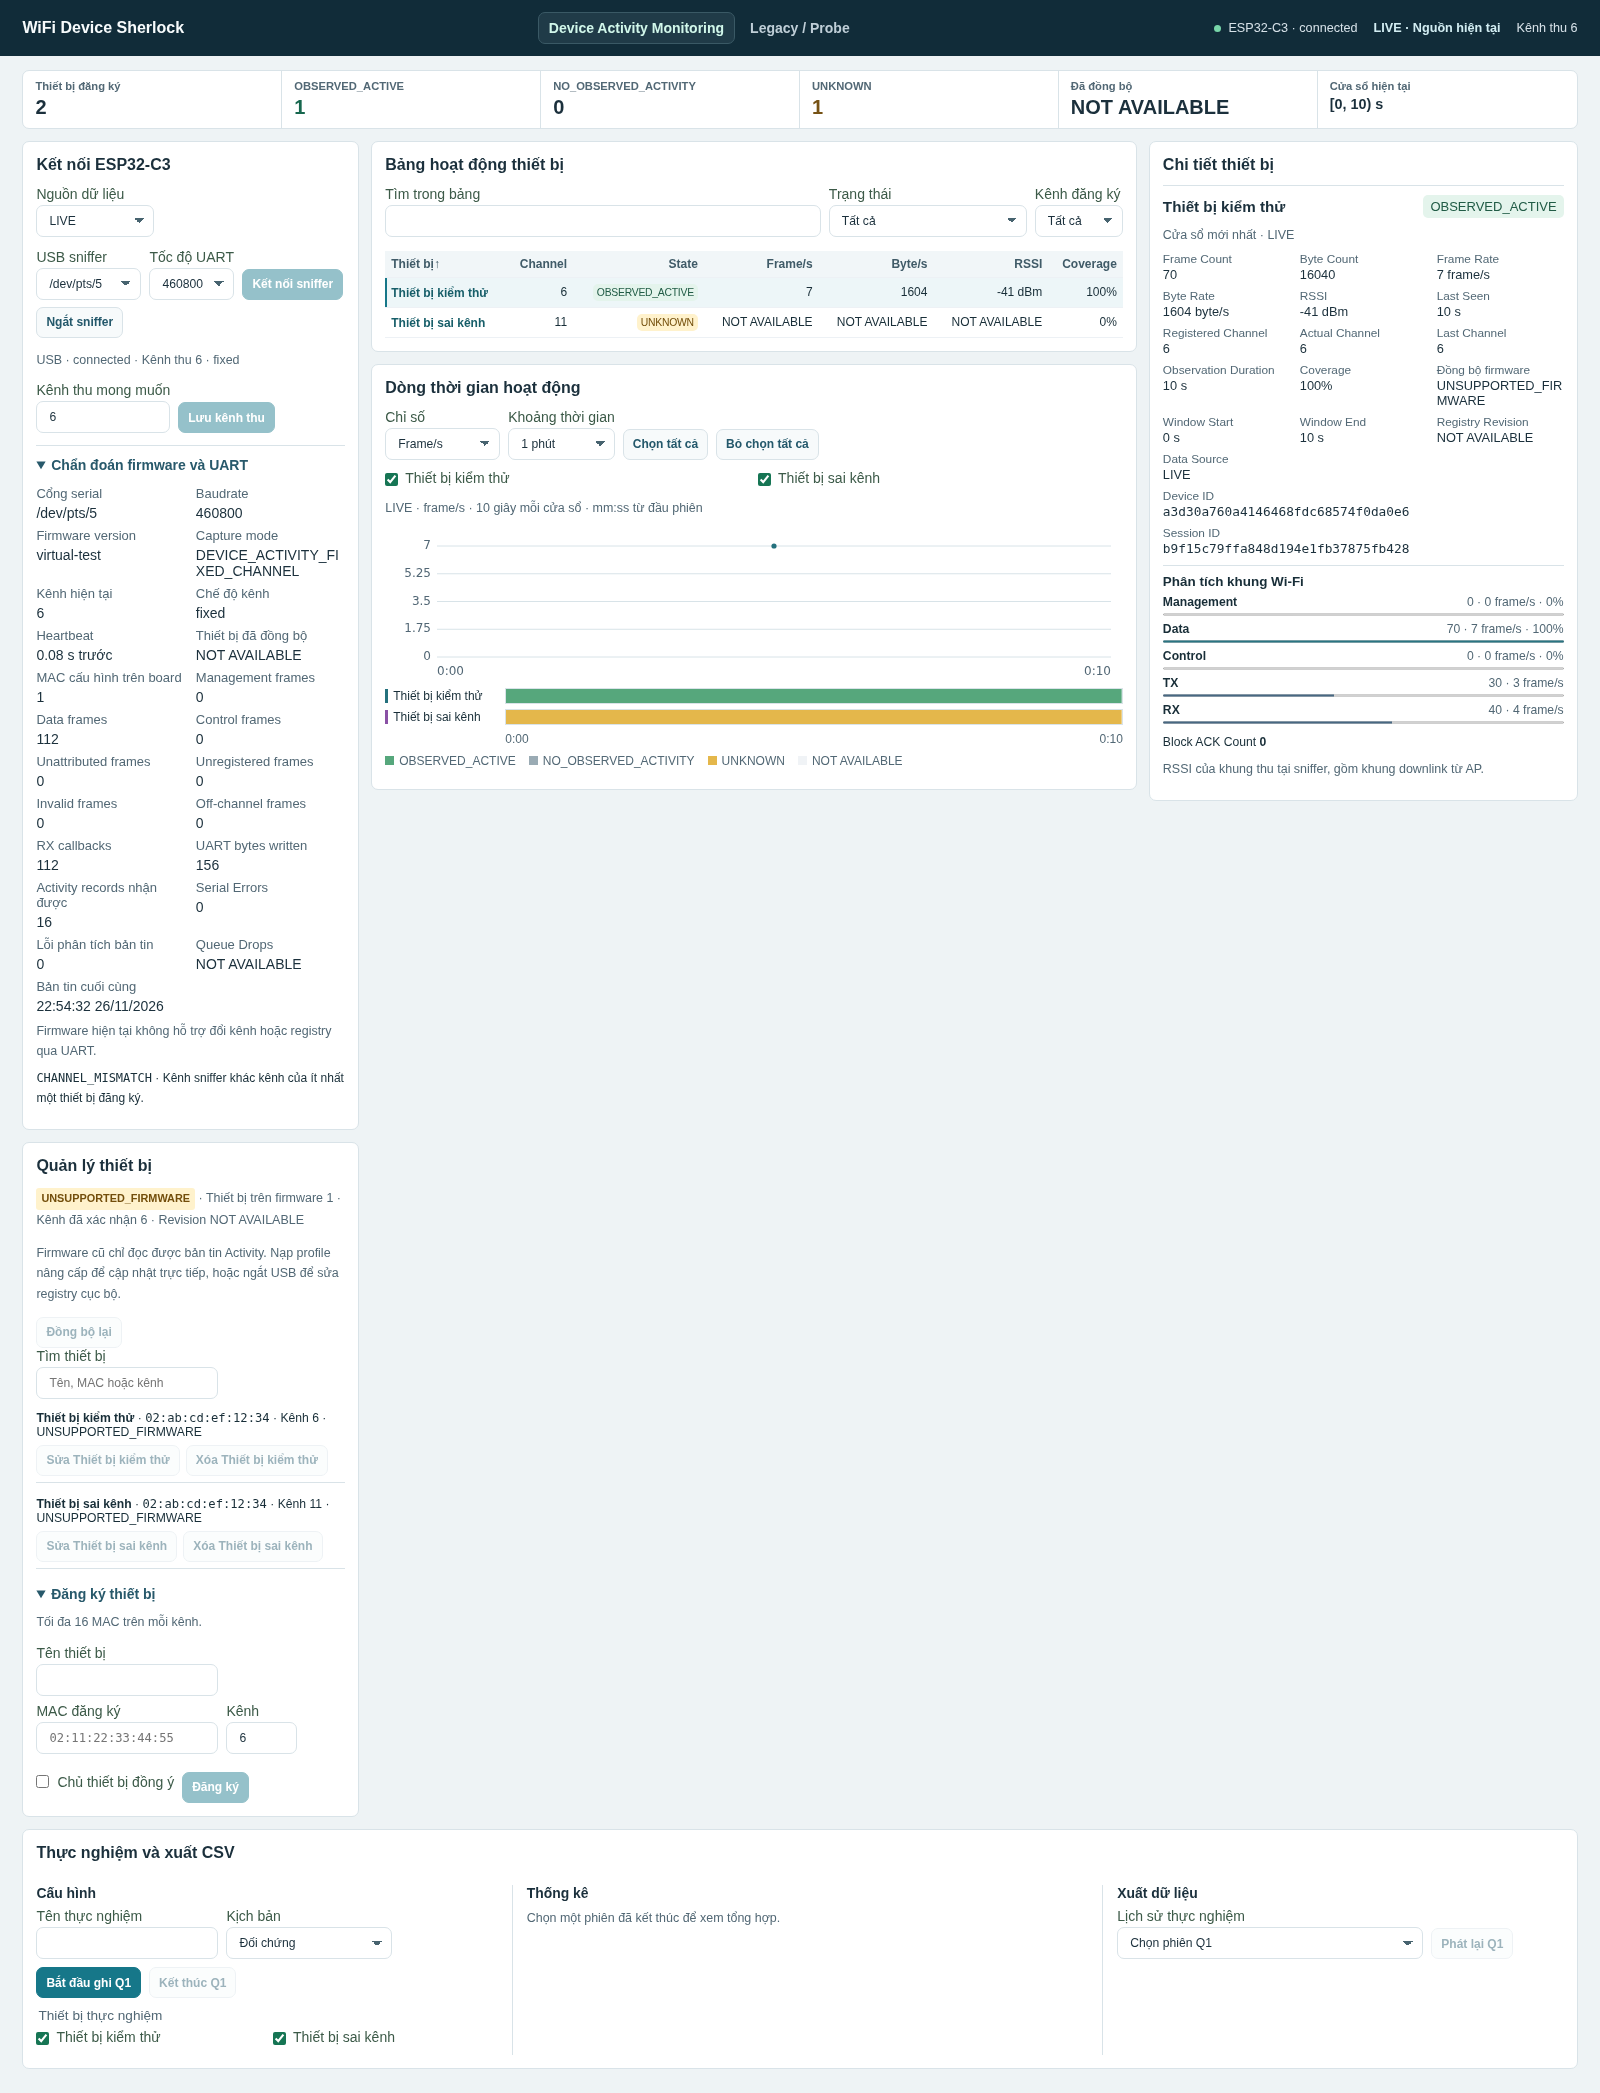 WiFi Device Sherlock
Device Activity Monitoring
Legacy / Probe
ESP32-C3 · connected
LIVE · Nguồn hiện tại
Kênh thu 6
Thiết bị đăng ký
2
OBSERVED_ACTIVE
1
NO_OBSERVED_ACTIVITY
0
UNKNOWN
1
Đã đồng bộ
NOT AVAILABLE
Cửa sổ hiện tại
[0, 10) s
Kết nối ESP32-C3
Nguồn dữ liệu
LIVE
USB sniffer
Tốc độ UART
/dev/pts/5
460800
Kết nối sniffer
Ngắt sniffer
USB · connected · Kênh thu 6 · fixed
Kênh thu mong muốn
6
Lưu kênh thu
▼ Chẩn đoán firmware và UART
Cổng serial
Baudrate
/dev/pts/5
460800
Firmware version
Capture mode
virtual-test
DEVICE_ACTIVITY_FI
XED_CHANNEL
Kênh hiện tại
Chế độ kênh
6
fixed
Heartbeat
Thiết bị đã đồng bộ
0.08 s trước
NOT AVAILABLE
MAC cấu hình trên board
Management frames
1
0
Data frames
Control frames
112
0
Unattributed frames
Unregistered frames
0
0
Invalid frames
Off-channel frames
0
0
RX callbacks
UART bytes written
112
156
Activity records nhận
được
Serial Errors
16
0
Lỗi phân tích bản tin
Queue Drops
0
NOT AVAILABLE
Bản tin cuối cùng
22:54:32 26/11/2026
Firmware hiện tại không hỗ trợ đổi kênh hoặc registry
qua UART.
CHANNEL_MISMATCH · Kênh sniffer khác kênh của ít nhất
một thiết bị đăng ký.
Quản lý thiết bị
UNSUPPORTED_FIRMWARE · Thiết bị trên firmware 1 ·
Kênh đã xác nhận 6 · Revision NOT AVAILABLE
Firmware cũ chỉ đọc được bản tin Activity. Nạp profile
nâng cấp để cập nhật trực tiếp, hoặc ngắt USB để sửa
registry cục bộ.
Đồng bộ lại
Tìm thiết bị
Tên, MAC hoặc kênh
Thiết bị kiểm thử · 02:ab:cd:ef:12:34 · Kênh 6 ·
UNSUPPORTED_FIRMWARE
Sửa Thiết bị kiểm thử
Xóa Thiết bị kiểm thử
Thiết bị sai kênh · 02:ab:cd:ef:12:34 · Kênh 11 ·
UNSUPPORTED_FIRMWARE
Sửa Thiết bị sai kênh
Xóa Thiết bị sai kênh
▼ Đăng ký thiết bị
Tối đa 16 MAC trên mỗi kênh.
Tên thiết bị
MAC đăng ký
Kênh
02:11:22:33:44:55
6
Chủ thiết bị đồng ý
Đăng ký
Bảng hoạt động thiết bị
Tìm trong bảng
Trạng thái
Kênh đăng ký
Tất cả
Tất cả
Thiết bị↑ Channel State Frame/s Byte/s RSSI Coverage
Thiết bị kiểm thử 6 OBSERVED_ACTIVE 7 1604 -41 dBm 100%
Thiết bị sai kênh 11 UNKNOWN NOT AVAILABLE NOT AVAILABLE NOT AVAILABLE 0%
Dòng thời gian hoạt động
Chỉ số
Khoảng thời gian
Frame/s
1 phút
Chọn tất cả
Bỏ chọn tất cả
Thiết bị kiểm thử
Thiết bị sai kênh
LIVE · frame/s · 10 giây mỗi cửa sổ · mm:ss từ đầu phiên
7
5.25
3.5
1.75
0
0:00
0:10
Thiết bị kiểm thử
Thiết bị sai kênh
0:00
0:10
OBSERVED_ACTIVE
NO_OBSERVED_ACTIVITY
UNKNOWN
NOT AVAILABLE
Chi tiết thiết bị
Thiết bị kiểm thử
OBSERVED_ACTIVE
Cửa sổ mới nhất · LIVE
Frame Count
Byte Count
Frame Rate
70
16040
7 frame/s
Byte Rate
RSSI
Last Seen
1604 byte/s
-41 dBm
10 s
Registered Channel
Actual Channel
Last Channel
6
6
6
Observation Duration
Coverage
Đồng bộ firmware
10 s
100%
UNSUPPORTED_FIR
MWARE
Window Start
Window End
Registry Revision
0 s
10 s
NOT AVAILABLE
Data Source
LIVE
Device ID
a3d30a760a4146468fdc68574f0da0e6
Session ID
b9f15c79ffa848d194e1fb37875fb428
Phân tích khung Wi-Fi
Management 0 · 0 frame/s · 0%
Data 70 · 7 frame/s · 100%
Control 0 · 0 frame/s · 0%
TX 30 · 3 frame/s
RX 40 · 4 frame/s
Block ACK Count 0
RSSI của khung thu tại sniffer, gồm khung downlink từ AP.
Thực nghiệm và xuất CSV
Cấu hình
Tên thực nghiệm
Kịch bản
Đối chứng
Bắt đầu ghi Q1
Kết thúc Q1
Thiết bị thực nghiệm
Thiết bị kiểm thử
Thiết bị sai kênh
Thống kê
Chọn một phiên đã kết thúc để xem tổng hợp.
Xuất dữ liệu
Lịch sử thực nghiệm
Chọn phiên Q1
Phát lại Q1